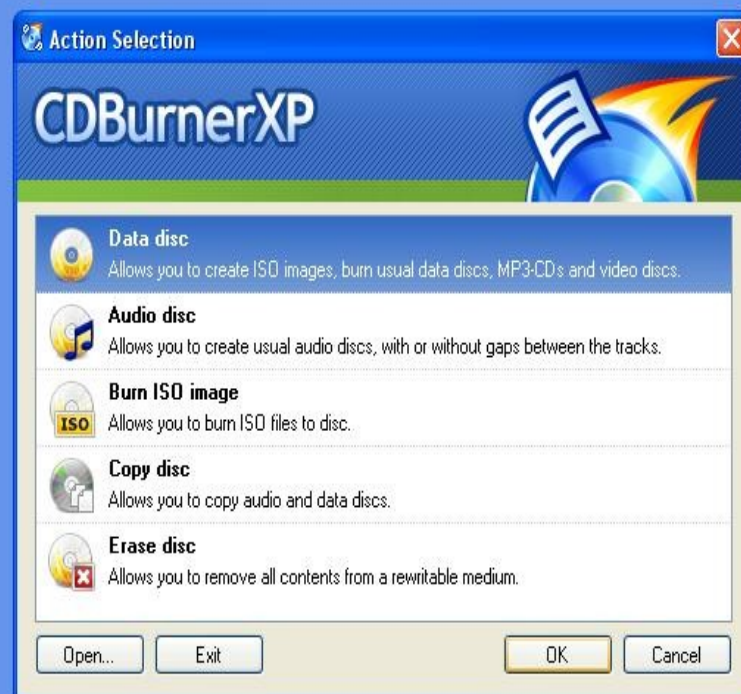 Action Selection
CDBurnerXP
Data disc
Allows you to create ISO images, burn usual data discs, MP3-CDs and video discs.
Audio disc
Allows you to create usual audio discs, with or without gaps between the tracks.
ISO
Burn ISO image
Allows you to burn ISO files to disc.
Copy disc
Allows you to copy audio and data discs.
Erase disc
Allows you to remove all contents from a rewritable medium.
Open... Exit OK Cancel